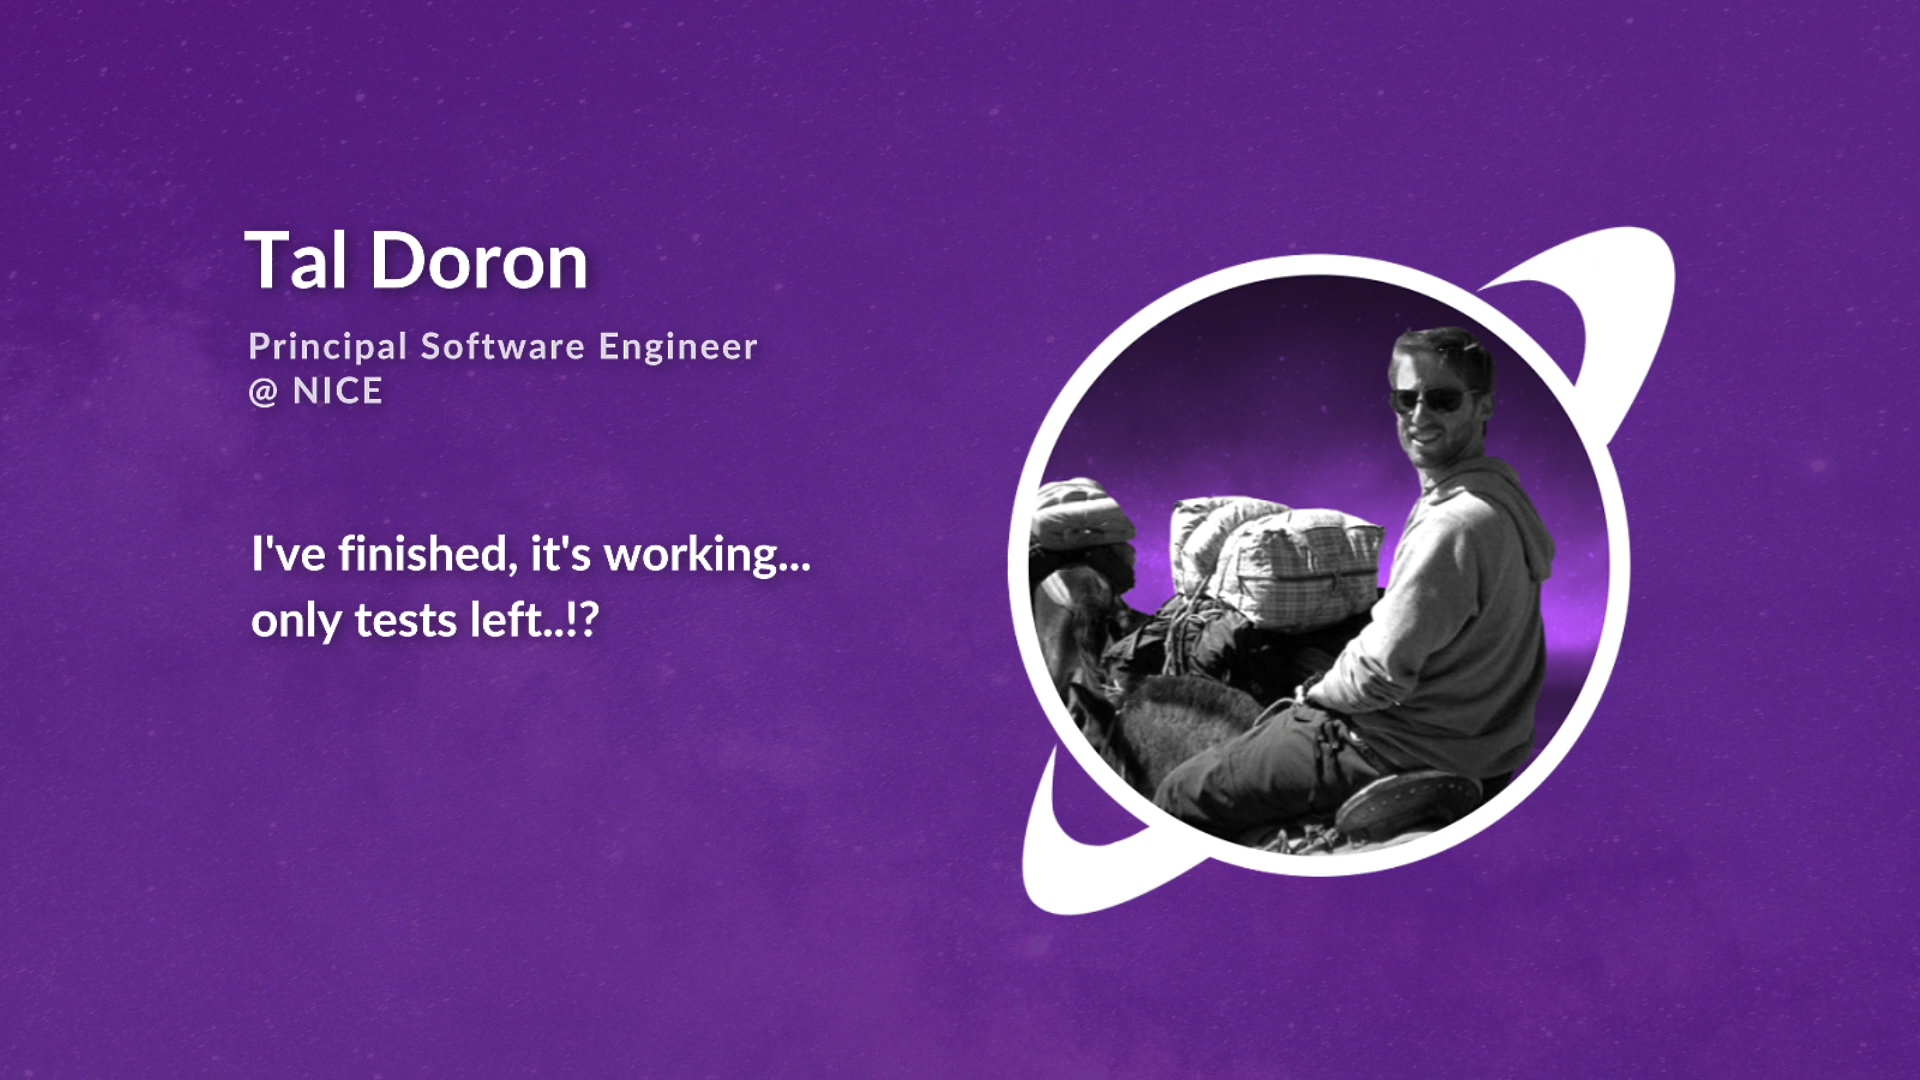 Tal Doron
Principal Software Engineer
@ NICE
I've finished, it's working...
only tests left..!?